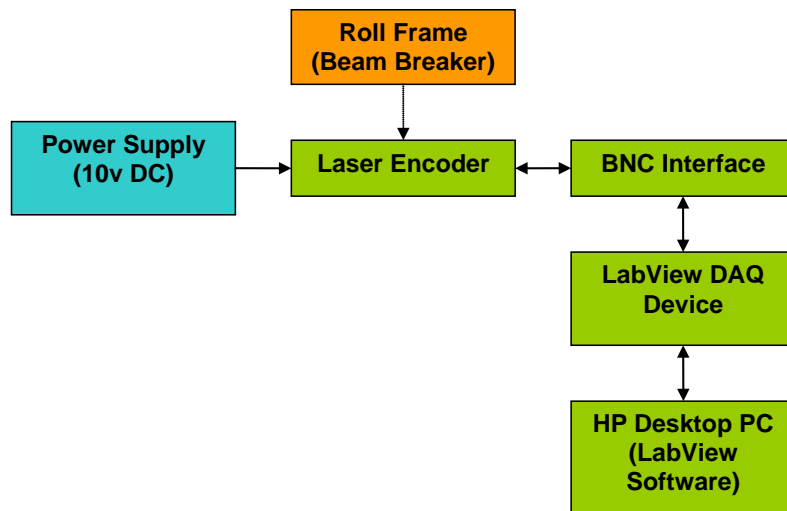 Roll Frame
(Beam Breaker)
Power Supply
(10v DC)
Laser Encoder
BNC Interface
LabView DAQ
Device
HP Desktop PC
(LabView
Software)